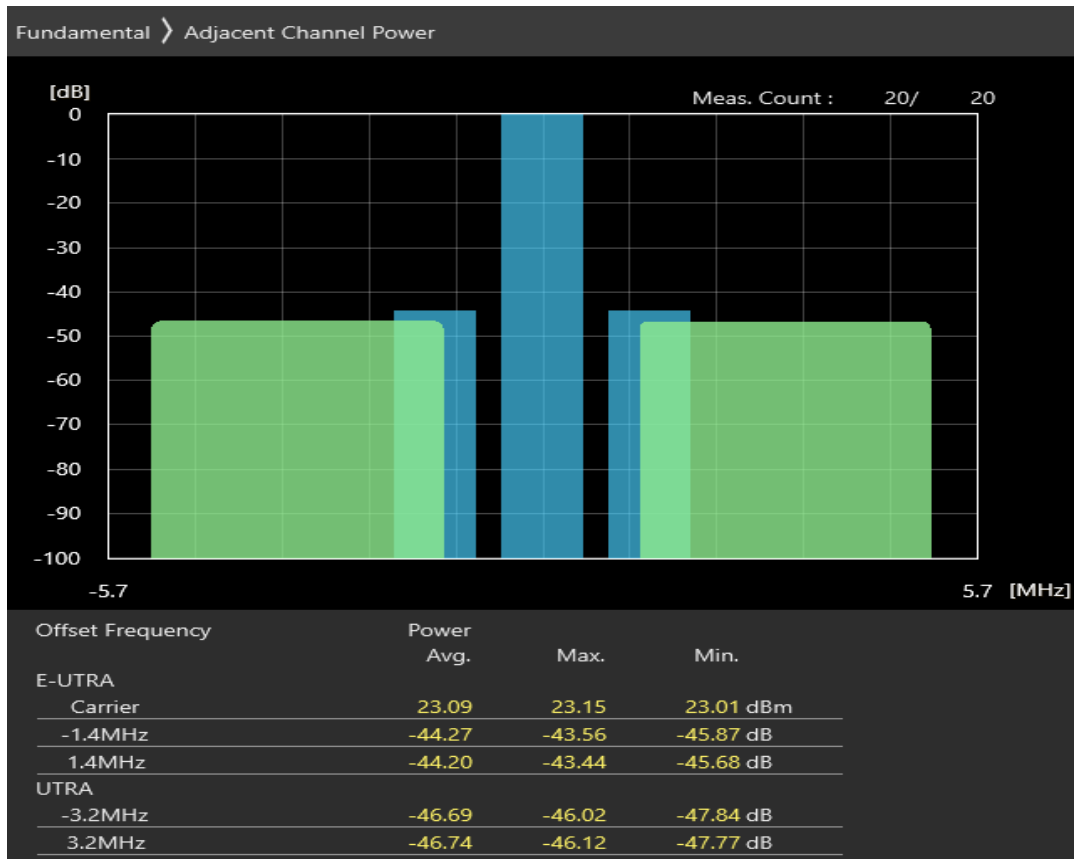 Fundamental 〉 Adjacent Channel Power
[dB]
Meas. Count : 20/ 20
0
-10
-20
-30
-40
-50
-60
-70
-80
-90
-100
-5.7 5.7 [MHz]
Offset Frequency Power
Avg. Max. Min.
E-UTRA
Carrier 23.09 23.15 23.01 dBm
-1.4MHz -44.27 -43.56 -45.87 dB
1.4MHz -44.20 -43.44 -45.68 dB
UTRA
-3.2MHz -46.69 -46.02 -47.84 dB
3.2MHz -46.74 -46.12 -47.77 dB